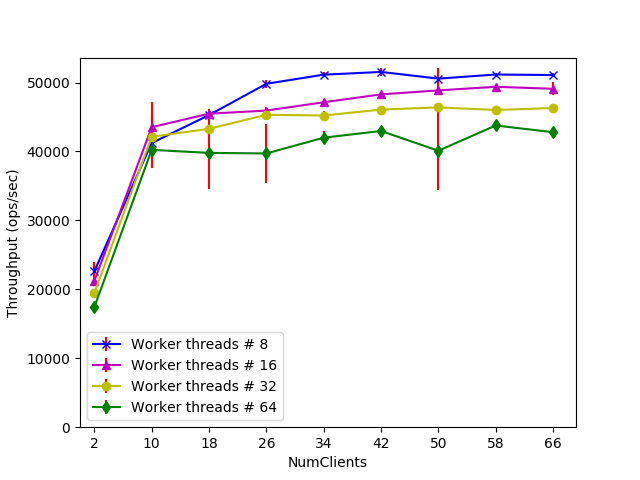 50000
40000
30000
20000
10000
0
Throughput (ops/sec)
Worker threads # 8
Worker threads # 16
Worker threads # 32
Worker threads # 64
2 10 18 26 34 42 50 58 66
NumClients